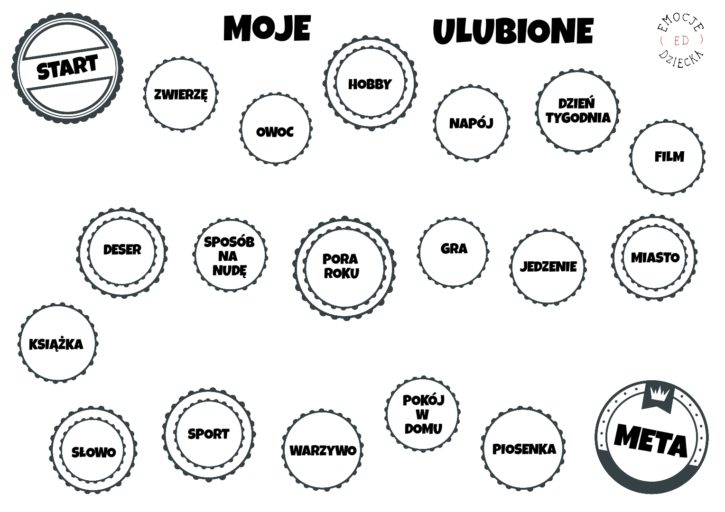 MOJE ULUBIONE
EMOCJE
( ED )
DZIECKA
START
ZWIERZĘ
OWOC
HOBBY
NAPÓJ
DZIEŃ
TYGODNIA
FILM
MIASTO
JEDZENIE
GRA
PORA
ROKU
SPOSÓB
NA
NUDĘ
DESER
KSIĄŻKA
SŁOWO
SPORT
WARZYWO
POKÓJ
W
DOMU
PIOSENKA
META